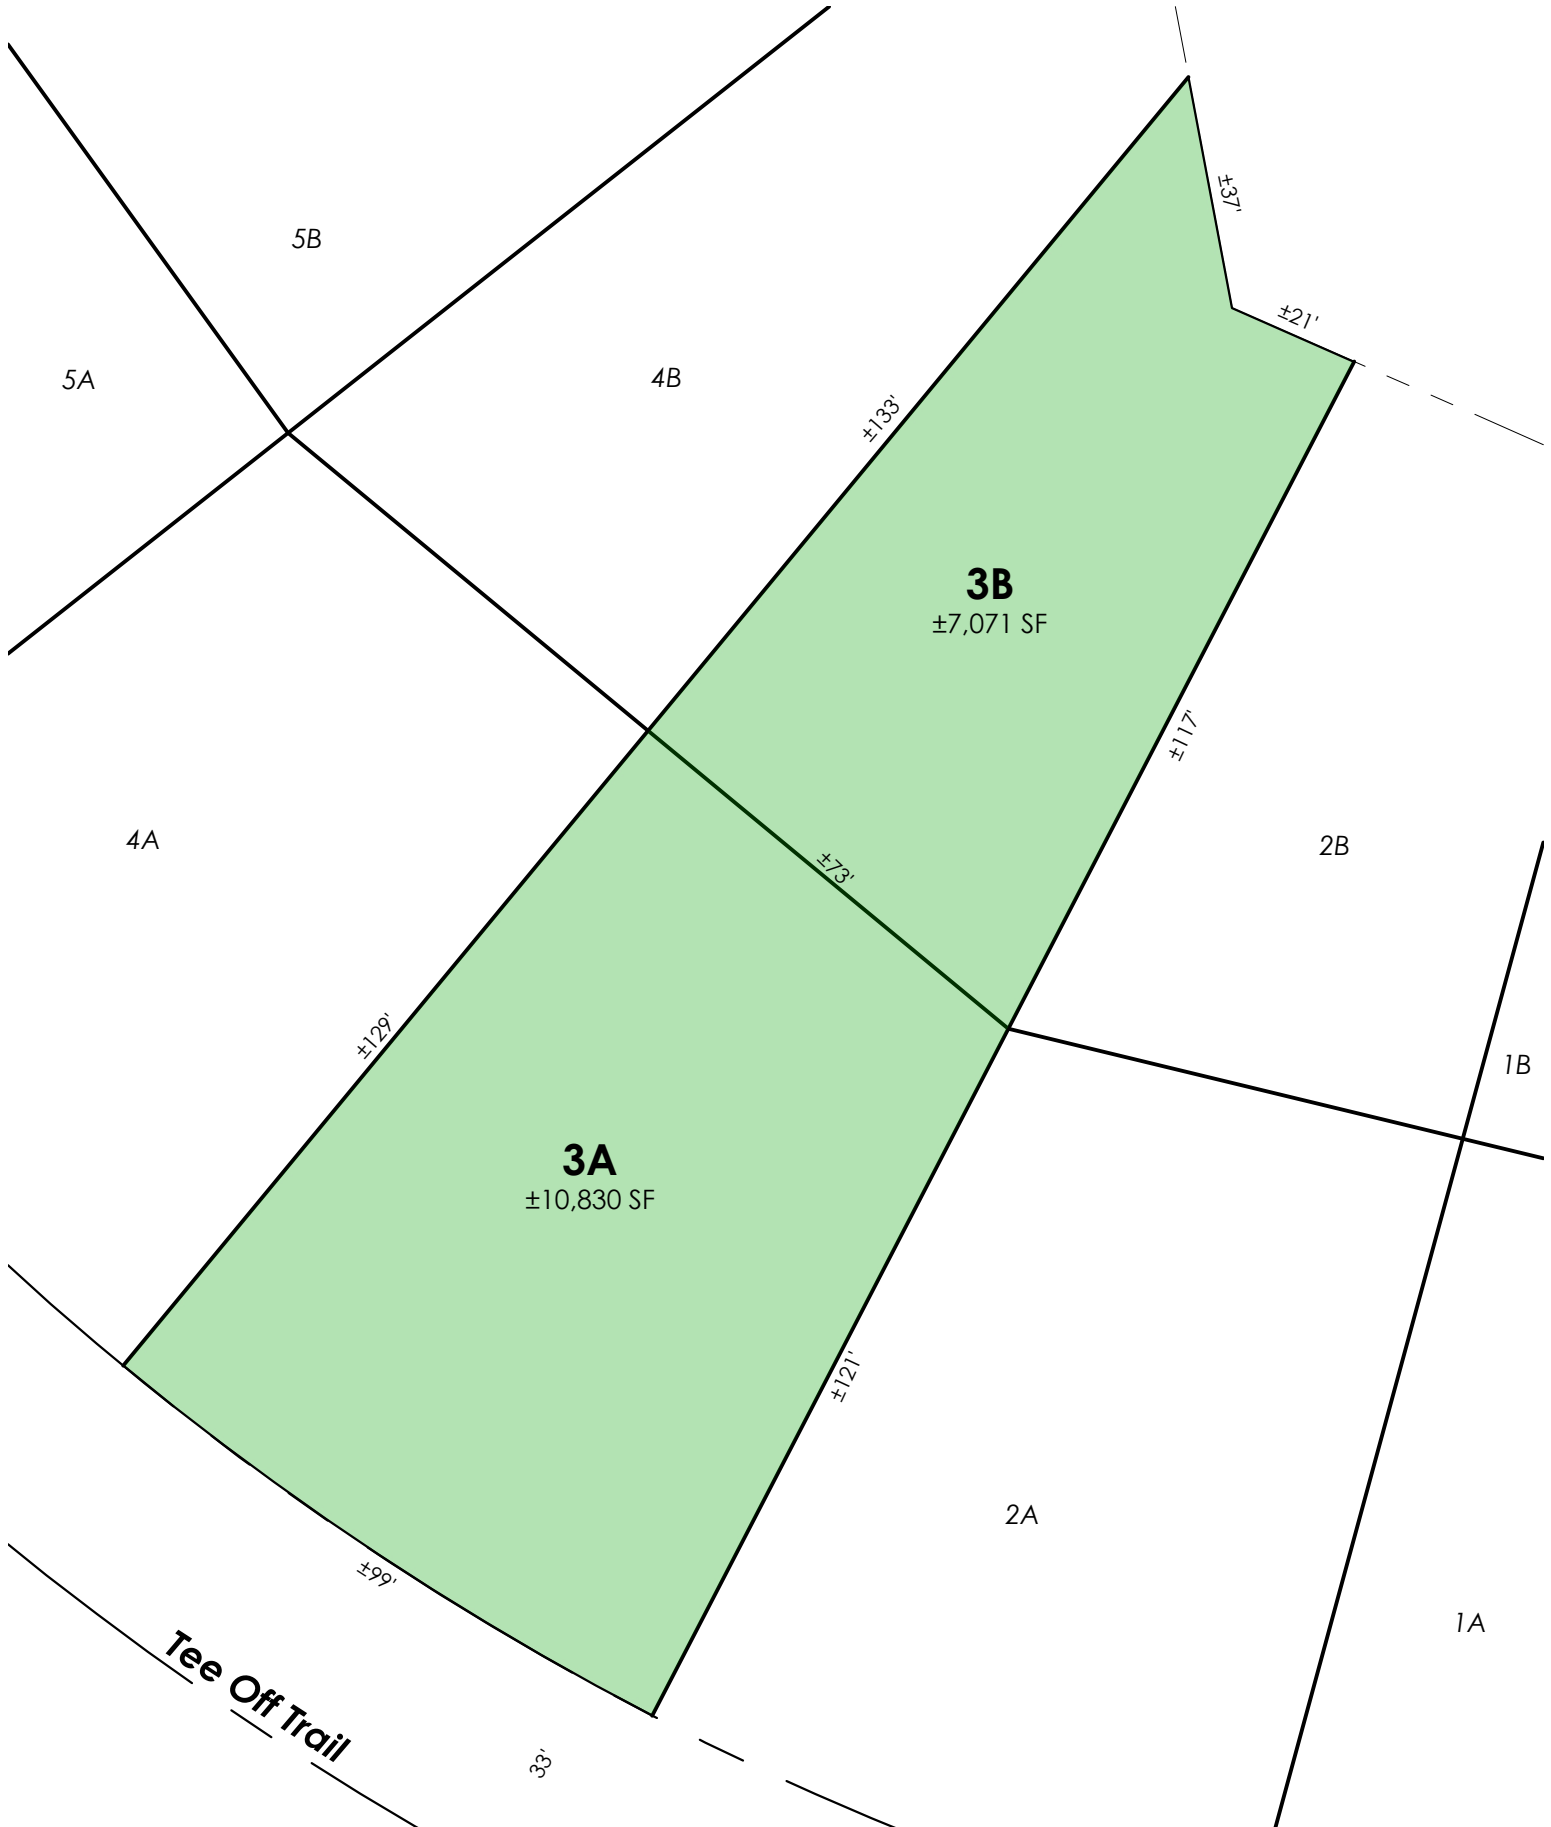 ±37'
5B
±21'
5A
4B
±133'
3B
±7,071 SF
±117'
4A
2B
±73'
±129'
1B
3A
±10,830 SF
±121'
2A
±99'
1A
Tee Off Trail
33'